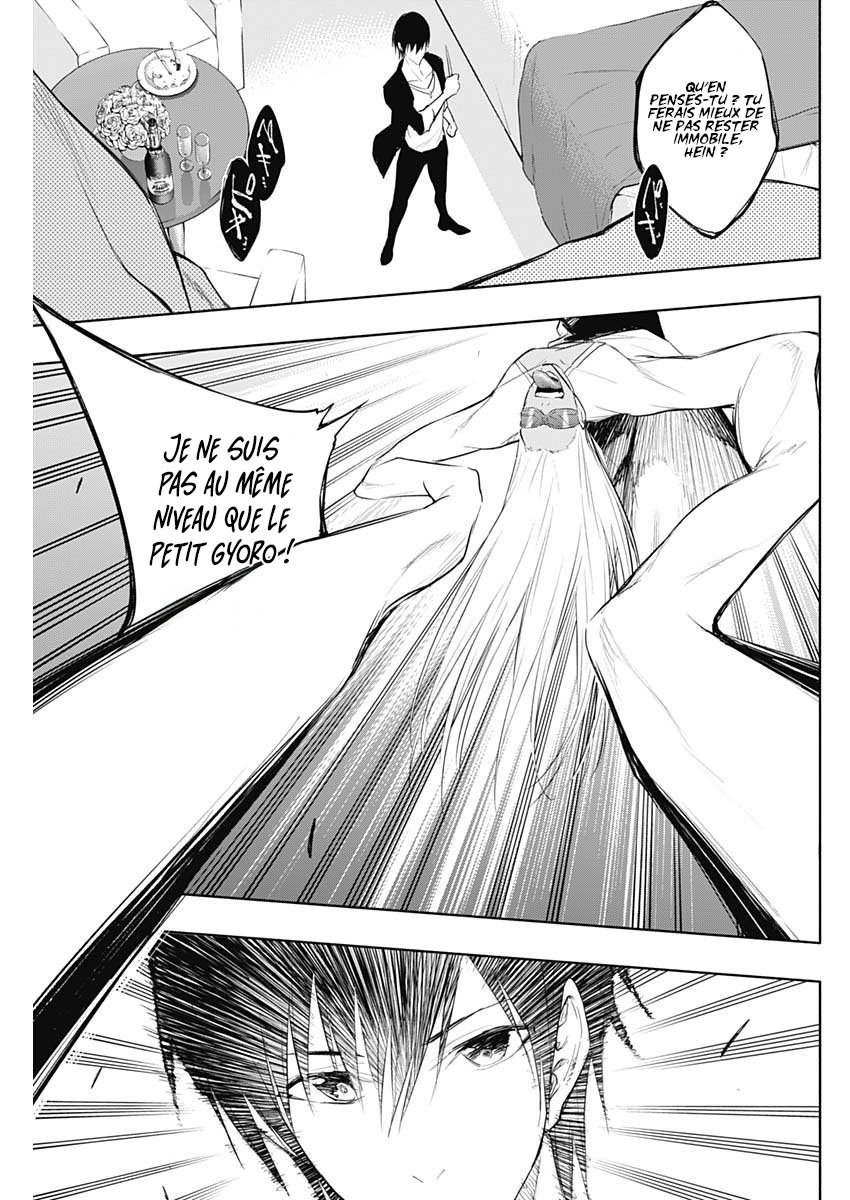 QU'EN
PENSES-TU ? TU
FERAIS MIEUX DE
NE PAS RESTER
IMMOBILE,
HEIN ?
JE NE SUIS
PAS AU MÊME
NIVEAU QUE LE
PETIT GYORO !